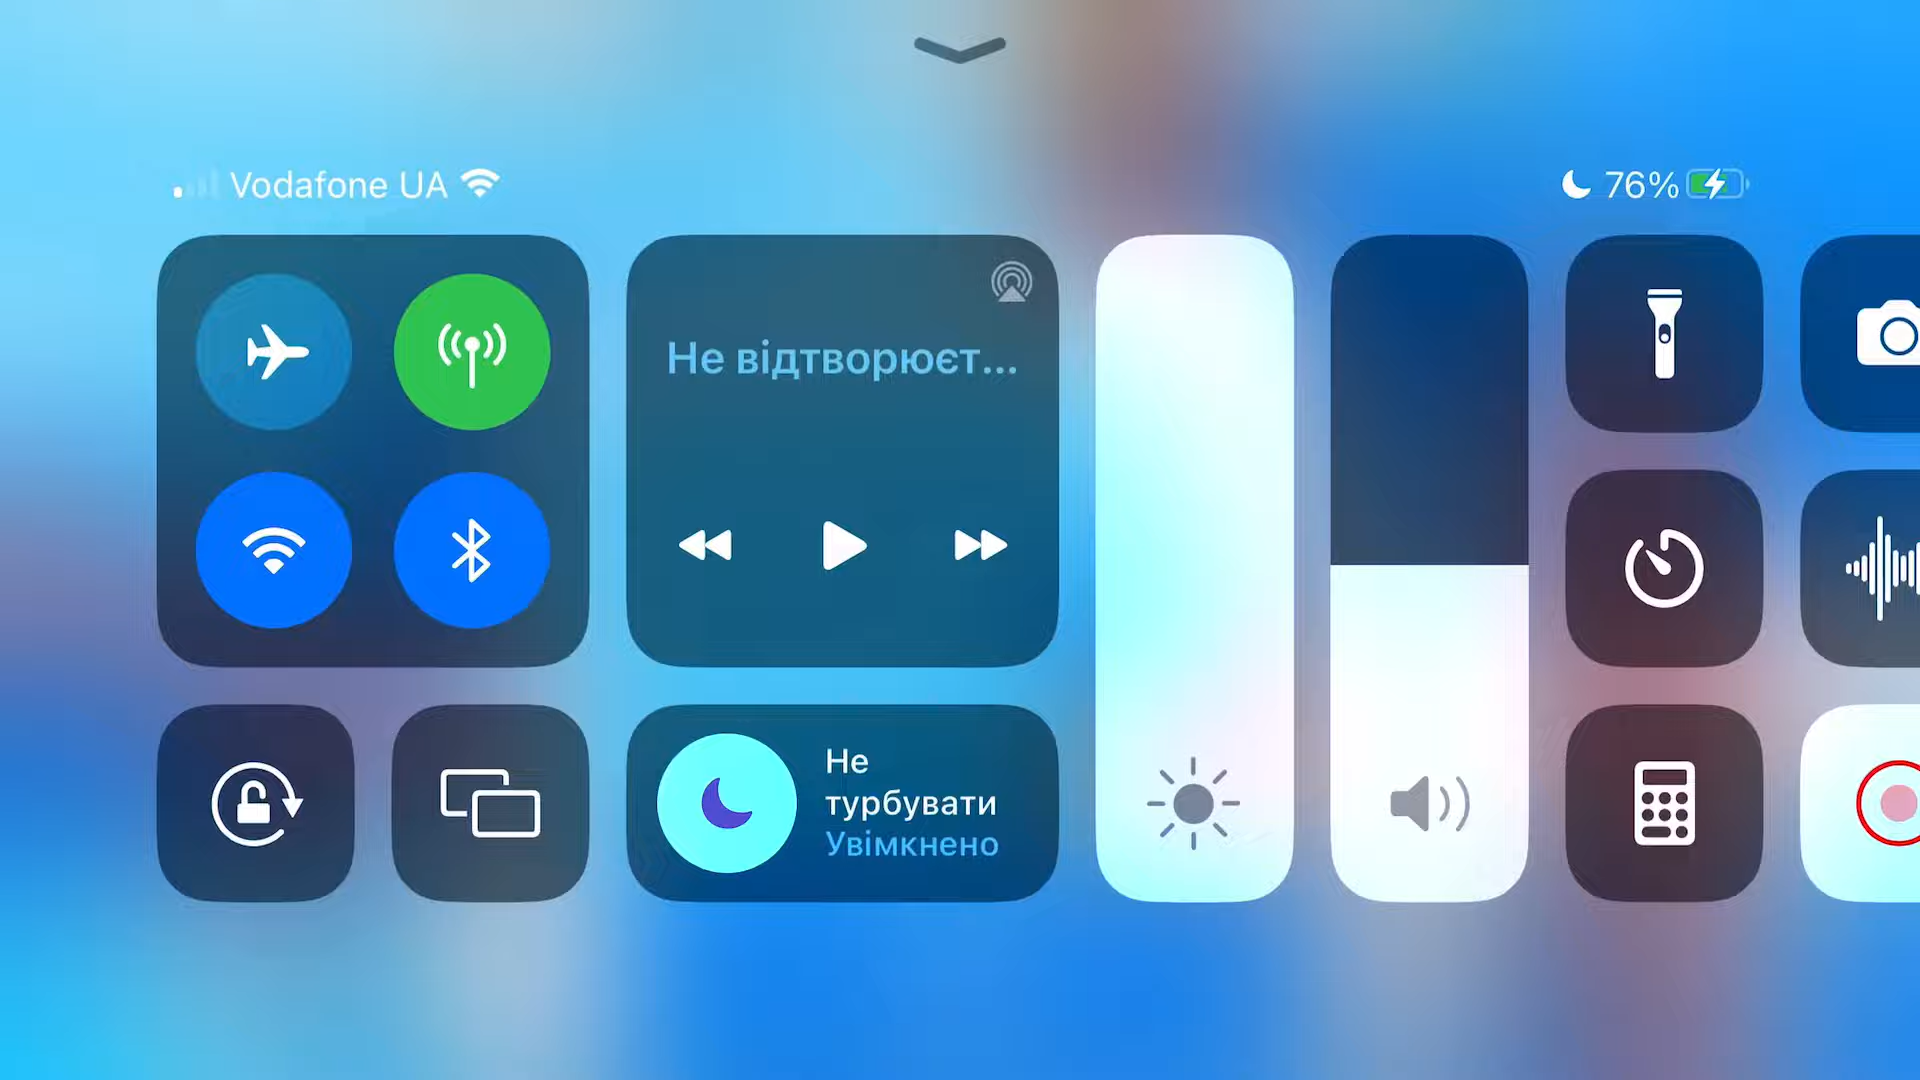 Vodafone UA
76%
Не відтворюєт...
Не
турбувати
Увімкнено